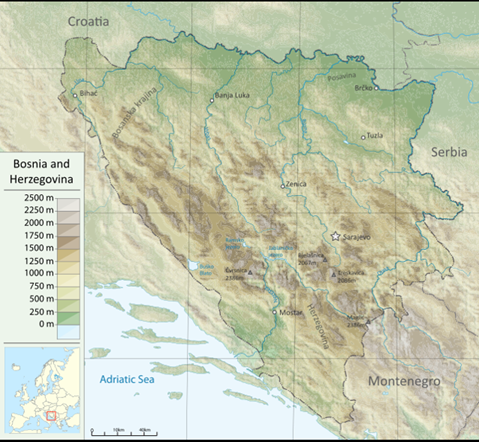 Croatia
Posavina
Brčko
Bihać
Bosanska krajina
Banja Luka
Tuzla
Serbia
Bosnia and
Herzegovina
Zenica
2500 m
2250 m
2000 m
1750 m
1500 m
1250 m
1000 m
750 m
500 m
250 m
0 m
Sarajevo
Mostar
Herzegovina
Adriatic Sea
Montenegro
0